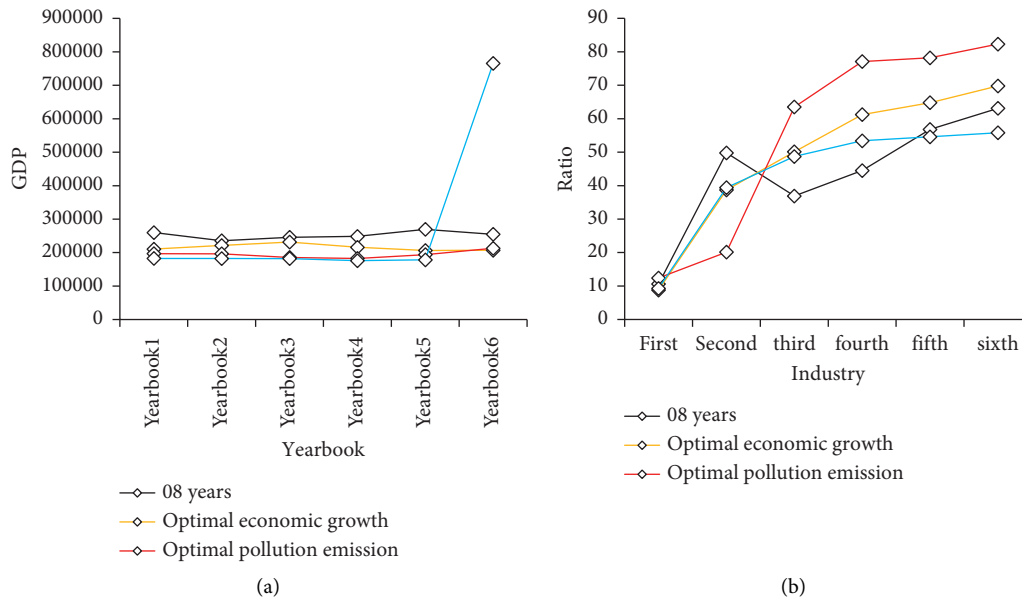 900000
800000
700000
600000
500000
400000
300000
200000
100000
0
GDP
Yearbook1
Yearbook2
Yearbook3
Yearbook4
Yearbook5
Yearbook6
Yearbook
08 years
Optimal economic growth
Optimal pollution emission
(a)
90
80
70
60
50
40
30
20
10
0
Ratio
First Second third fourth fifth sixth
Industry
08 years
Optimal economic growth
Optimal pollution emission
(b)